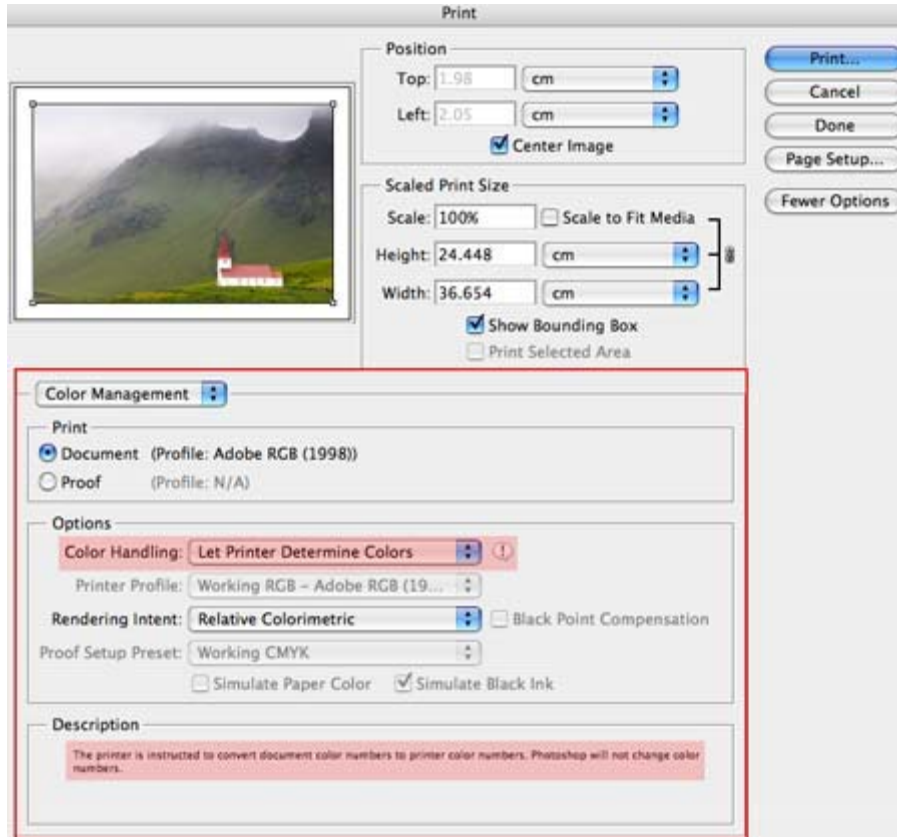 Print
Position
Top: 1.98 cm
Left: 2.05 cm
Center Image
Print...
Cancel
Done
Page Setup...
Fewer Options
Scaled Print Size
Scale: 100% Scale to Fit Media
Height: 24.448 cm
Width: 36.654 cm
Show Bounding Box
Print Selected Area
Color Management
Print
Document (Profile: Adobe RGB (1998))
Proof (Profile: N/A)
Options
Color Handling: Let Printer Determine Colors
Printer Profile: Working RGB – Adobe RGB (19...
Rendering Intent: Relative Colorimetric Black Point Compensation
Proof Setup Preset: Working CMYK
Simulate Paper Color Simulate Black Ink
Description
The printer is instructed to convert document color numbers to printer color numbers. Photoshop will not change color
numbers.